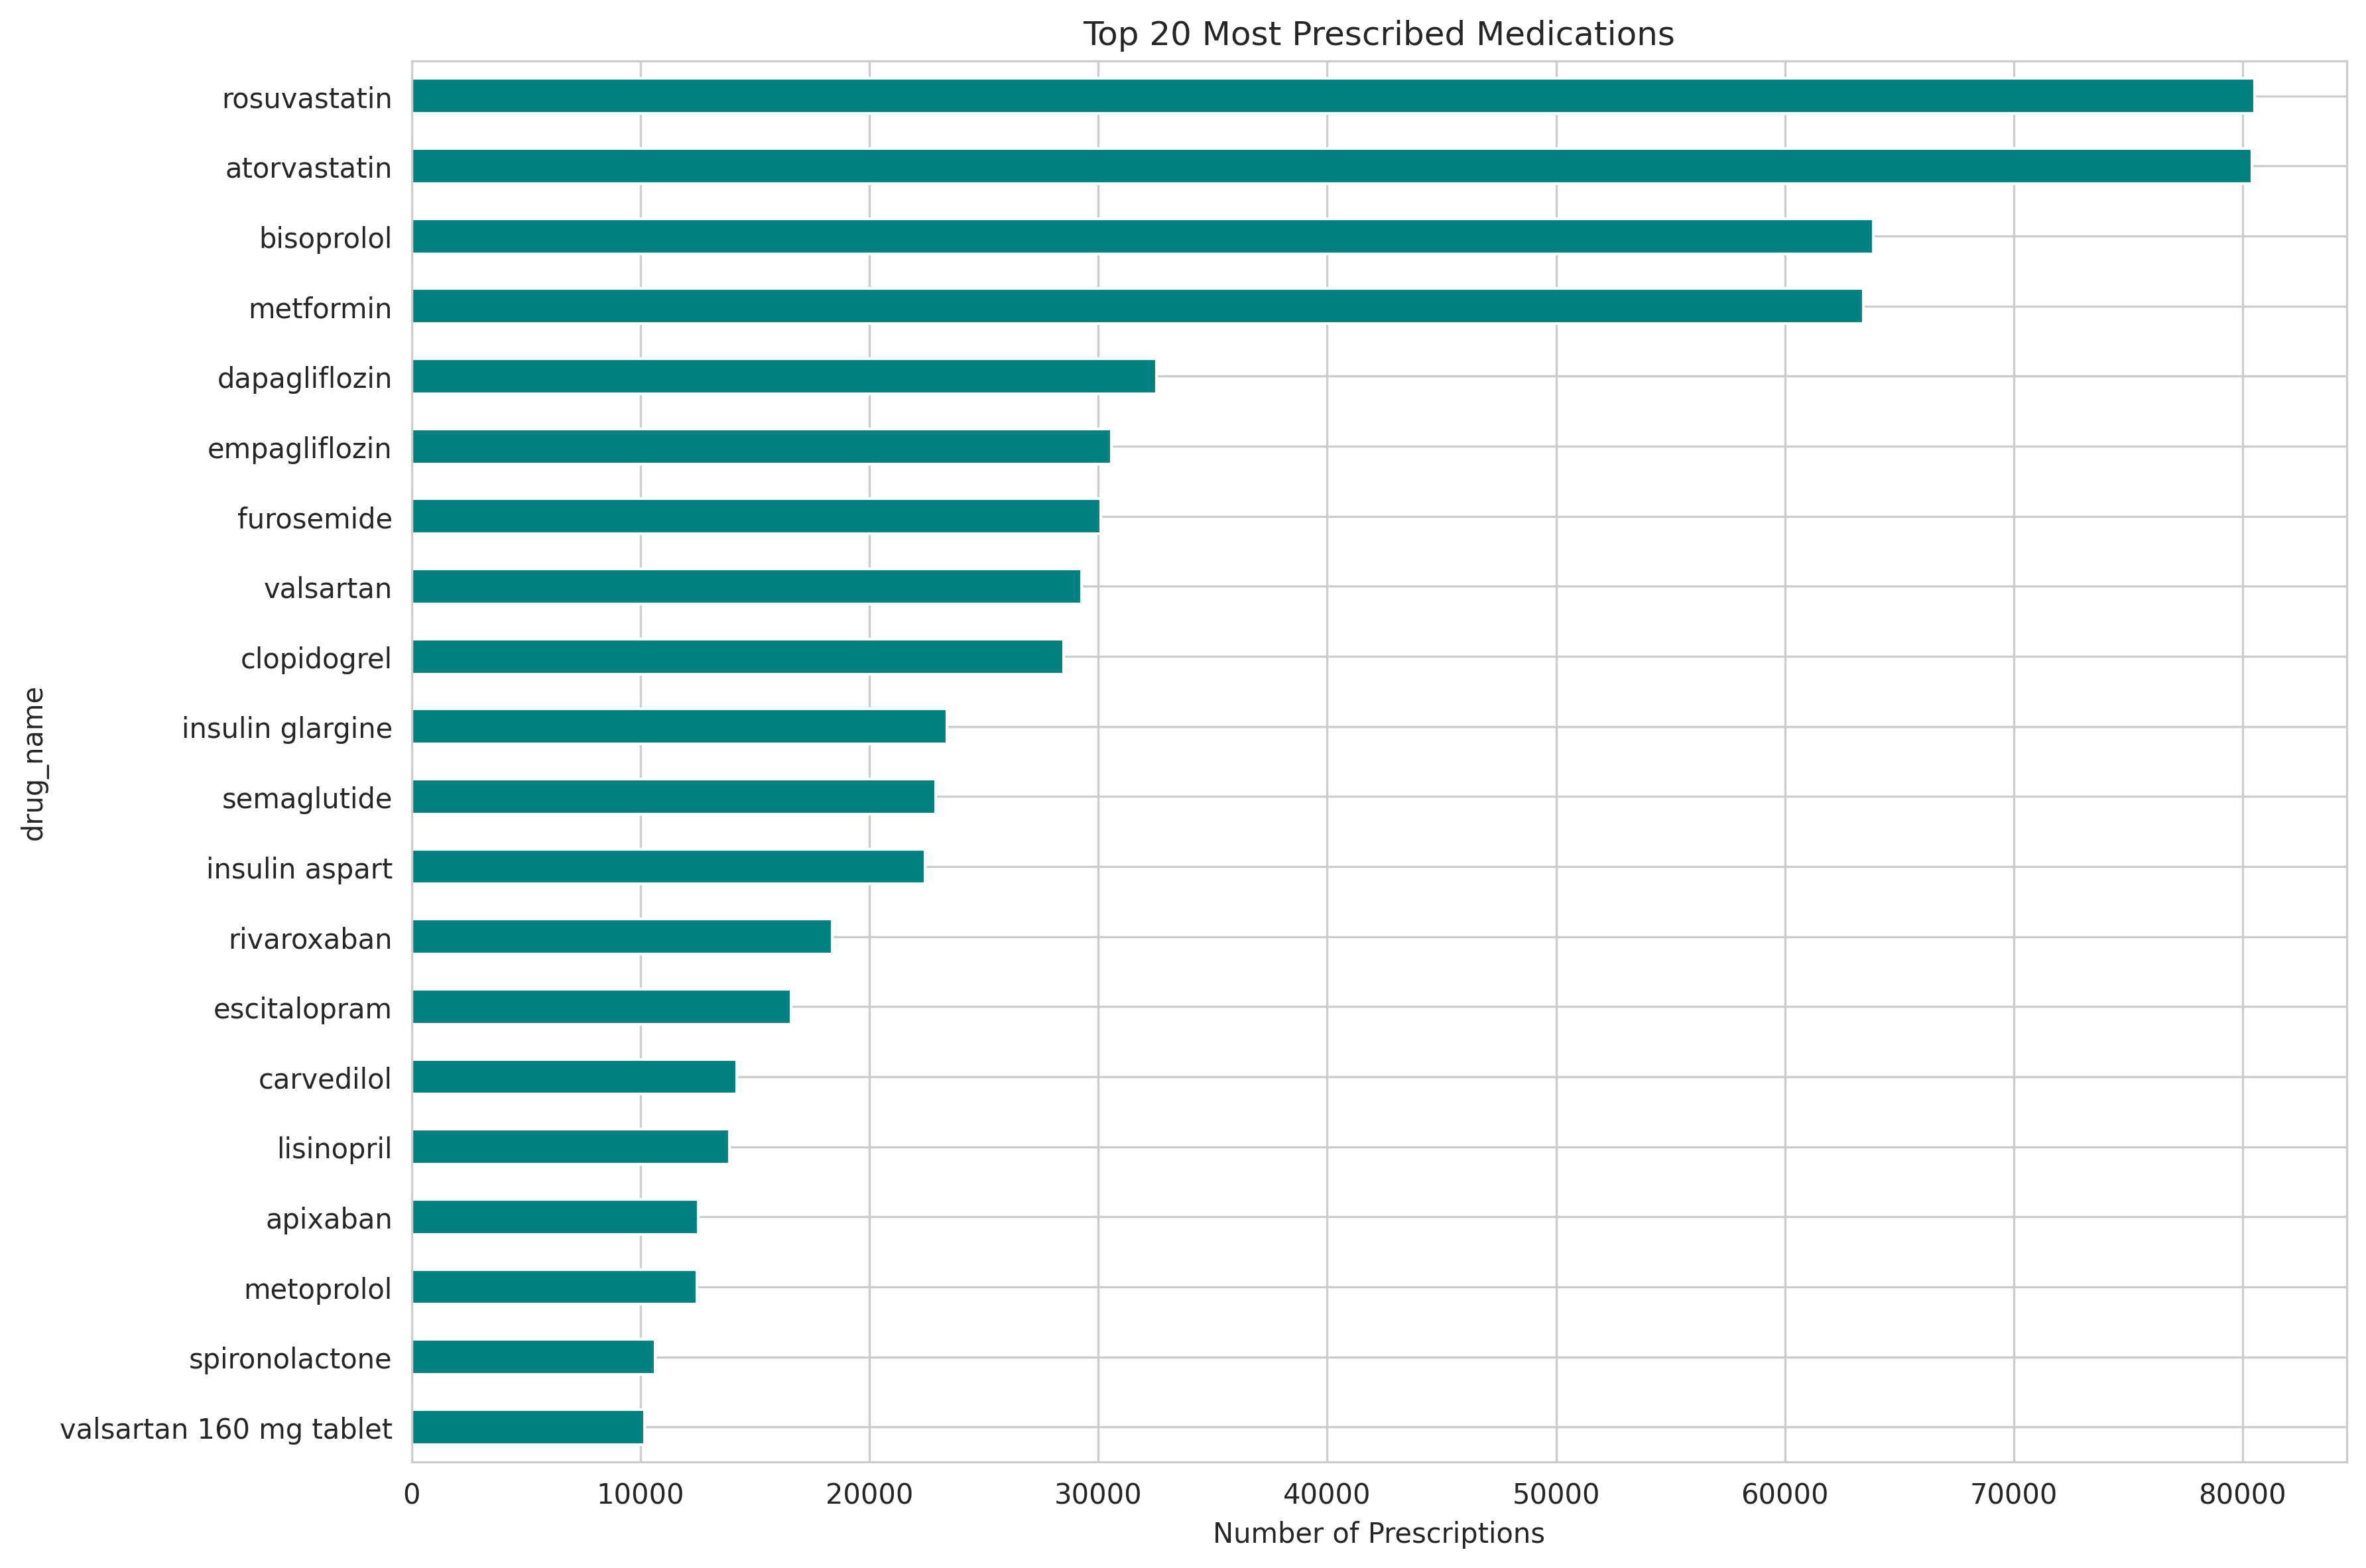 Top 20 Most Prescribed Medications
rosuvastatin
atorvastatin
bisoprolol
metformin
dapagliflozin
empagliflozin
furosemide
valsartan
clopidogrel
insulin glargine
semaglutide
insulin aspart
rivaroxaban
escitalopram
carvedilol
lisinopril
apixaban
metoprolol
spironolactone
valsartan 160 mg tablet
drug_name
0 10000 20000 30000 40000 50000 60000 70000 80000
Number of Prescriptions